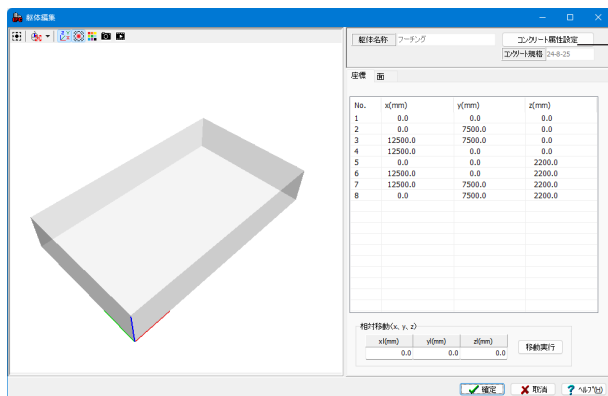 躯体編集
躯体名称 フーチング コンクリート属性設定
コンクリート規格 24-8-25
座標 面
No. x(mm) y(mm) z(mm)
1 0.0 0.0 0.0
2 0.0 7500.0 0.0
3 12500.0 7500.0 0.0
4 12500.0 0.0 0.0
5 0.0 0.0 2200.0
6 12500.0 0.0 2200.0
7 12500.0 7500.0 2200.0
8 0.0 7500.0 2200.0
相対移動(x、y、z)
xl(mm) yl(mm) zl(mm)
0.0 0.0 0.0 移動実行
確定 取消 ? ヘルプ(H)